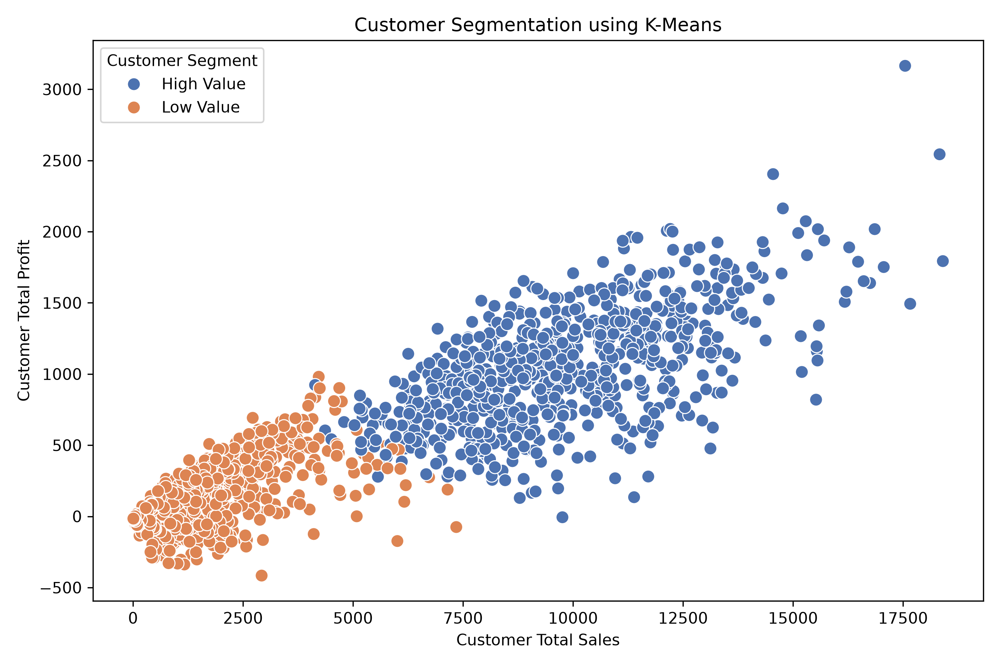 Customer Segmentation using K-Means
Customer Segment
High Value
Low Value
Customer Total Profit
3000
2500
2000
1500
1000
500
0
−500
0 2500 5000 7500 10000 12500 15000 17500
Customer Total Sales